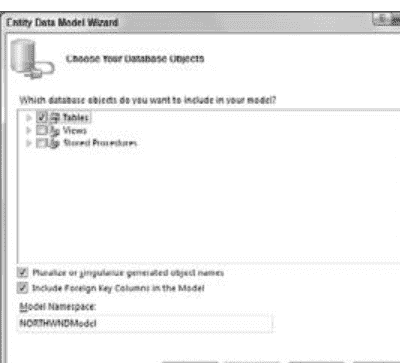 Entity Data Model Wizard
Choose Your Database Objects
Which database objects do you want to include in your model?
Tables
Views
Stored Procedures
Pluralize or singularize generated object names
Include Foreign Key Columns in the Model
Model Namespace:
NORTHWNDModel